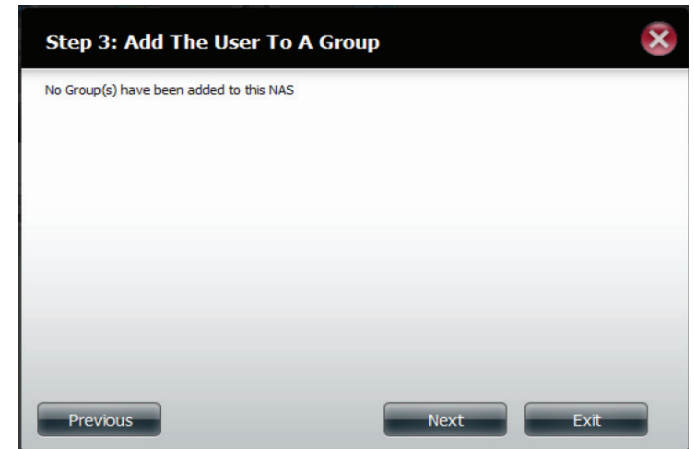 Step 3: Add The User To A Group
No Group(s) have been added to this NAS
Previous
Next
Exit